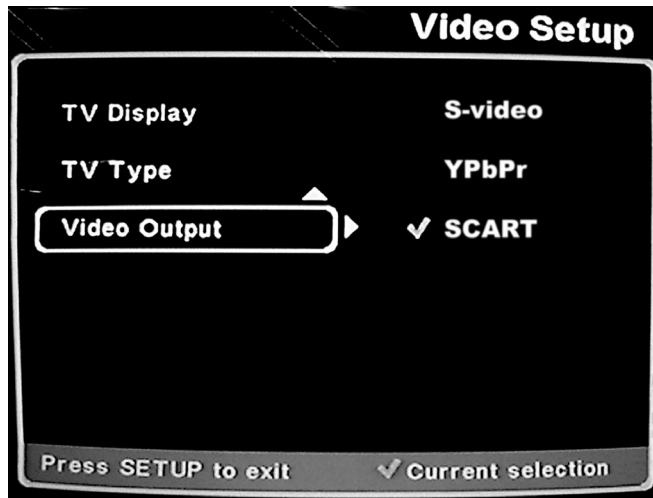 Video Setup
TV Display
S-video
TV Type
YPbPr
Video Output
SCART
Press SETUP to exit
Current selection